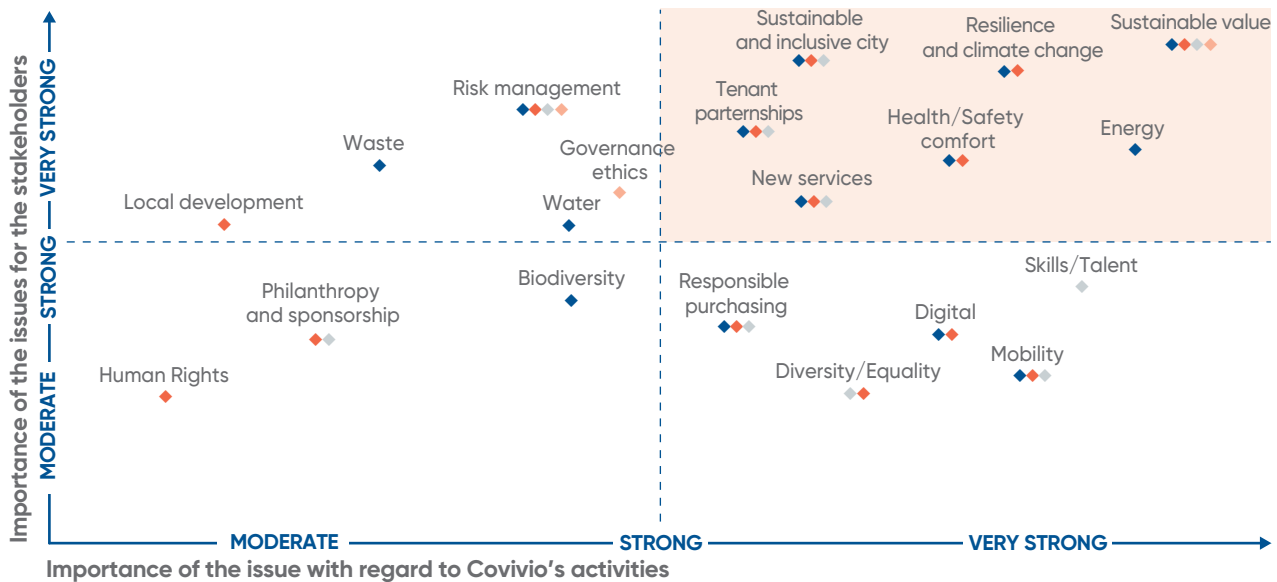 Importance of the issues for the stakeholders
MODERATE
STRONG
VERY STRONG
Sustainable
and inclusive city
Resilience
and climate change
Sustainable value
Risk management
Tenant
parternships
Health/Safety
comfort
Energy
Waste
Governance
ethics
New services
Local development
Water
Biodiversity
Responsible
purchasing
Skills/Talent
Philanthropy
and sponsorship
Digital
Human Rights
Diversity/Equality
Mobility
MODERATE
STRONG
VERY STRONG
Importance of the issue with regard to Covivio's activities